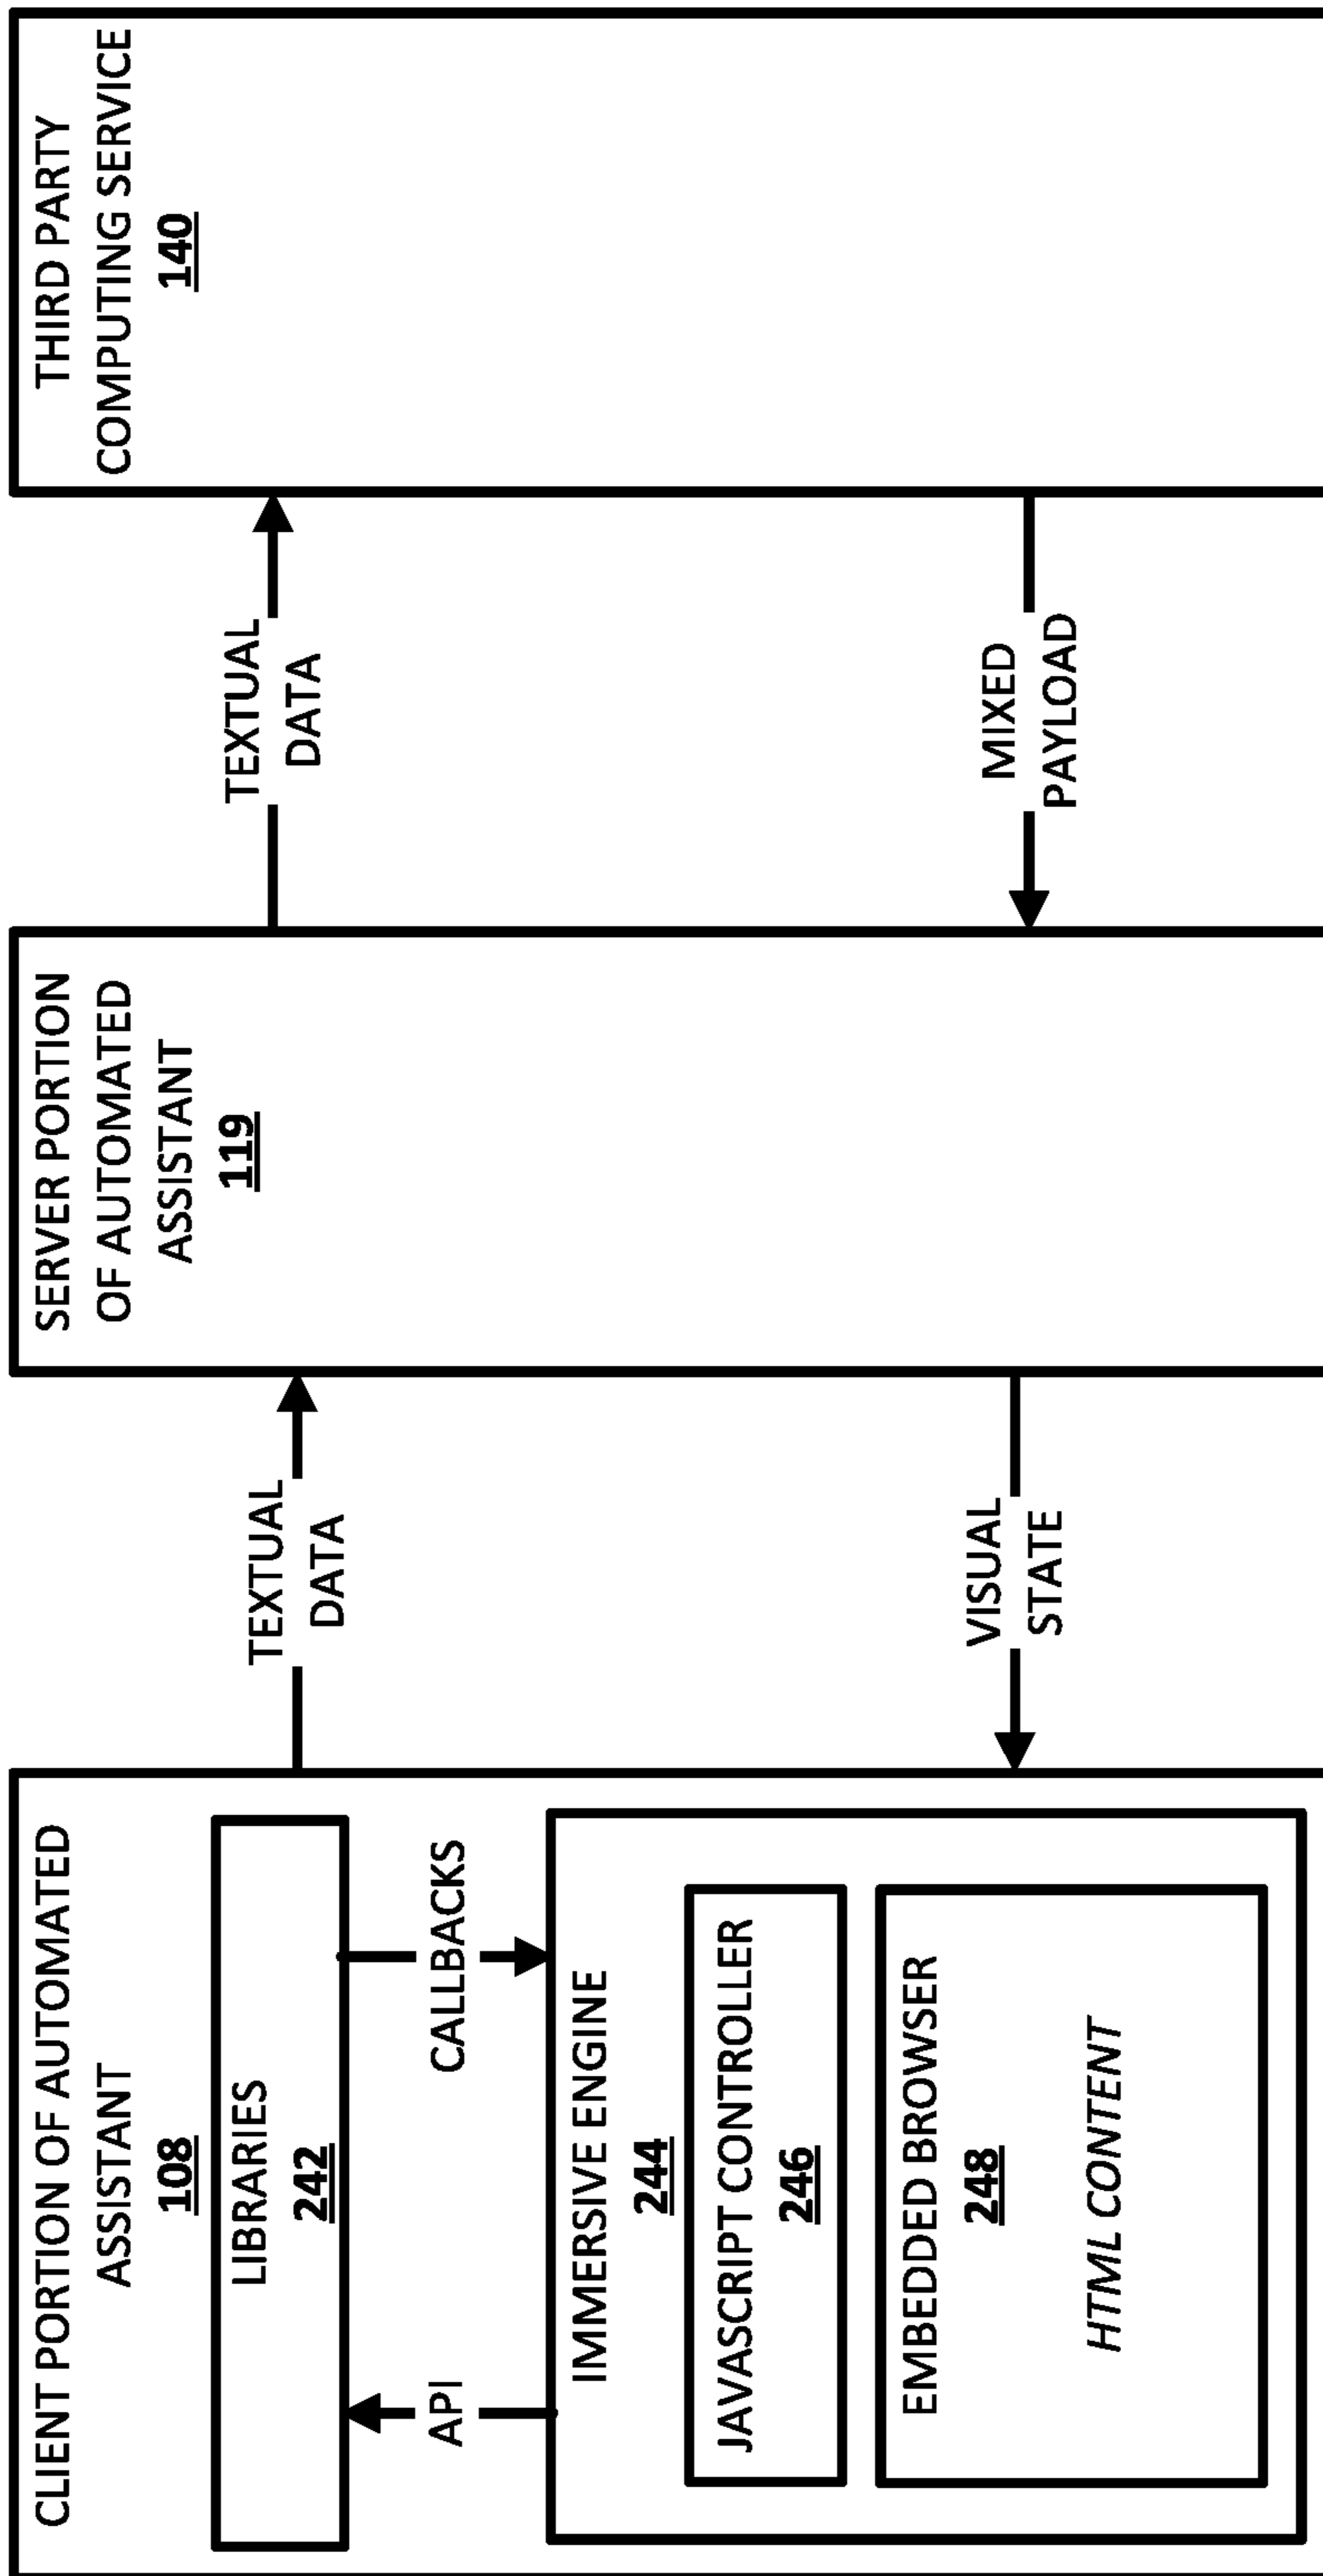 CLIENT PORTION OF AUTOMATED
ASSISTANT
108
LIBRARIES
242
API
CALLBACKS
IMMERSIVE ENGINE
244
JAVASCRIPT CONTROLLER
246
EMBEDDED BROWSER
248
HTML CONTENT
TEXTUAL
DATA
VISUAL
STATE
SERVER PORTION
OF AUTOMATED
ASSISTANT
119
TEXTUAL
DATA
MIXED
PAYLOAD
THIRD PARTY
COMPUTING SERVICE
140